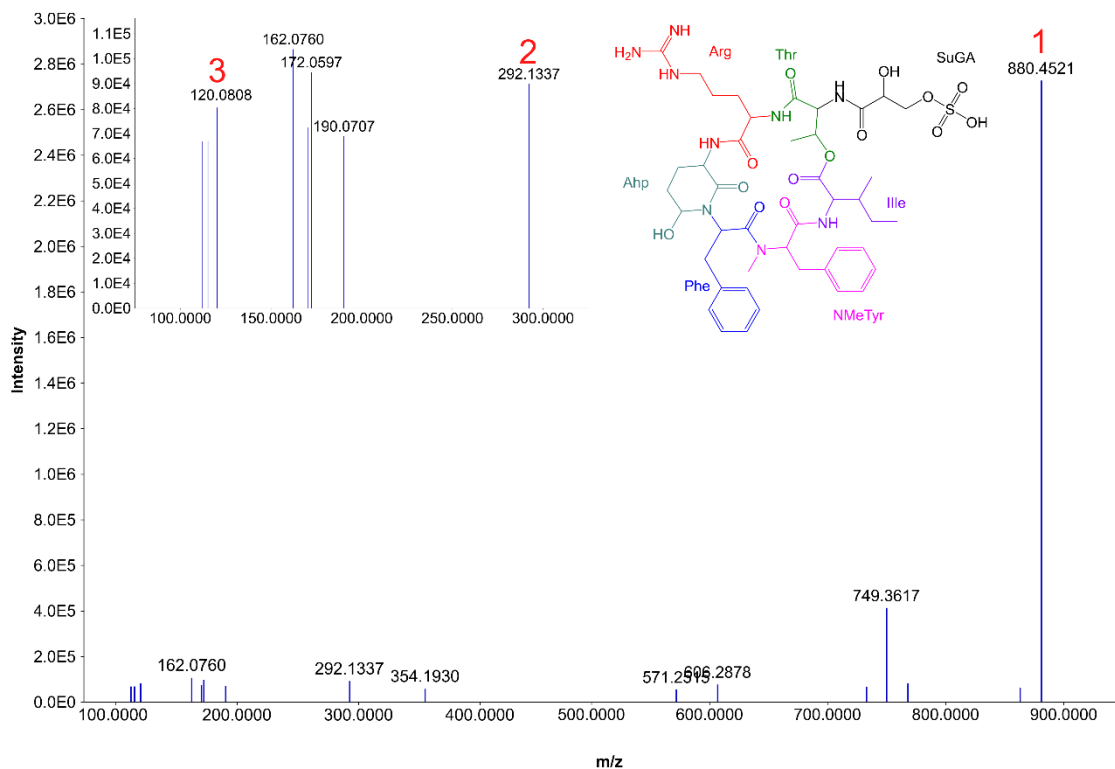 3.0E6
2.8E6
2.6E6
2.4E6
2.2E6
2.0E6
1.8E6
1.6E6
1.4E6
1.2E6
1.0E6
8.0E5
6.0E5
4.0E5
2.0E5
0.0E0
Intensity
1.1E5
1.0E5
9.0E4
8.0E4
7.0E4
6.0E4
5.0E4
4.0E4
3.0E4
2.0E4
1.0E4
0.0E0
3
120.0808
162.0760
172.0597
190.0707
2
292.1337
100.0000 150.0000 200.0000 250.0000 300.0000
NH
H2N
NH
Arg
Thr
O
H
N
OH
SuGA
O
O
S
O
OH
O
NH
O
O
HN
O
Ahp
O
N
HO
O
O
O
N
NH
Ille
Phe
NMeTyr
1
880.4521
162.0760
292.1337
354.1930
571.2515
606.2878
749.3617
100.0000 200.0000 300.0000 400.0000 500.0000 600.0000 700.0000 800.0000 900.0000
m/z